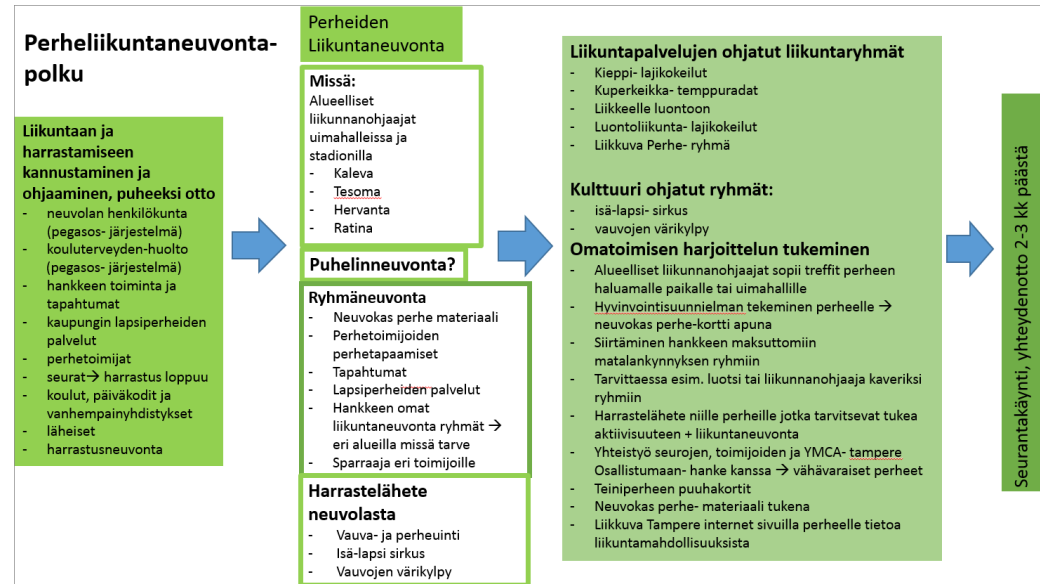 Perheliikuntaneuvonta-
polku
Liikuntaan ja
harrastamiseen
kannustaminen ja
ohjaaminen, puheeksi otto
- neuvolan henkilökunta
(pegasos- järjestelmä)
- kouluterveyden-huolto
(pegasos- järjestelmä)
- hankkeen toiminta ja
tapahtumat
- kaupungin lapsiperheiden
palvelut
- perhetoimijat
- seurat→ harrastus loppuu
- koulut, päiväkodit ja
vanhempainyhdistykset
- läheiset
- harrastusneuvonta
Perheiden
Liikuntaneuvonta
Missä:
Alueelliset
liikunnanohjaajat
uimahalleissa ja
stadionilla
- Kaleva
- Tesoma
- Hervanta
- Ratina
Puhelinneuvonta?
Ryhmäneuvonta
- Neuvokas perhe materiaali
- Perhetoimijoiden
perhetapaamiset
- Tapahtumat
- Lapsiperheiden palvelut
- Hankkeen omat
liikuntaneuvonta ryhmät →
eri alueilla missä tarve
- Sparraaja eri toimijoille
Harrastelähete
neuvolasta
- Vauva- ja perheuinti
- Isä-lapsi sirkus
- Vauvojen värikylpy
Liikuntapalvelujen ohjatut liikuntaryhmät
- Kieppi- lajikokeilut
- Kuperkeikka- temppuradat
- Liikkeelle luontoon
- Luontoliikunta- lajikokeilut
- Liikkuva Perhe- ryhmä
Kulttuuri ohjatut ryhmät:
- isä-lapsi- sirkus
- vauvojen värikylpy
Omatoimisen harjoittelun tukeminen
- Alueelliset liikunnanohjaajat sopii treffit perheen
haluamalle paikalle tai uimahallille
- Hyvinvointisuunnielman tekeminen perheelle →
neuvokas perhe-kortti apuna
- Siirtäminen hankkeen maksuttomiin
matalankynnyksen ryhmiin
- Tarvittaessa esim. luotsi tai liikunnanohjaaja kaveriksi
ryhmiin
- Harrastelähete niille perheille jotka tarvitsevat tukea
aktiivisuuteen + liikuntaneuvonta
- Yhteistyö seurojen, toimijoiden ja YMCA- tampere
Osallistumaan- hanke kanssa → vähävaraiset perheet
- Teiniperheen puuhakortit
- Neuvokas perhe- materiaali tukena
- Liikkuva Tampere internet sivuilla perheelle tietoa
liikuntamahdollisuuksista
Seurantakäynti, yhteydenotto 2-3 kk päästä